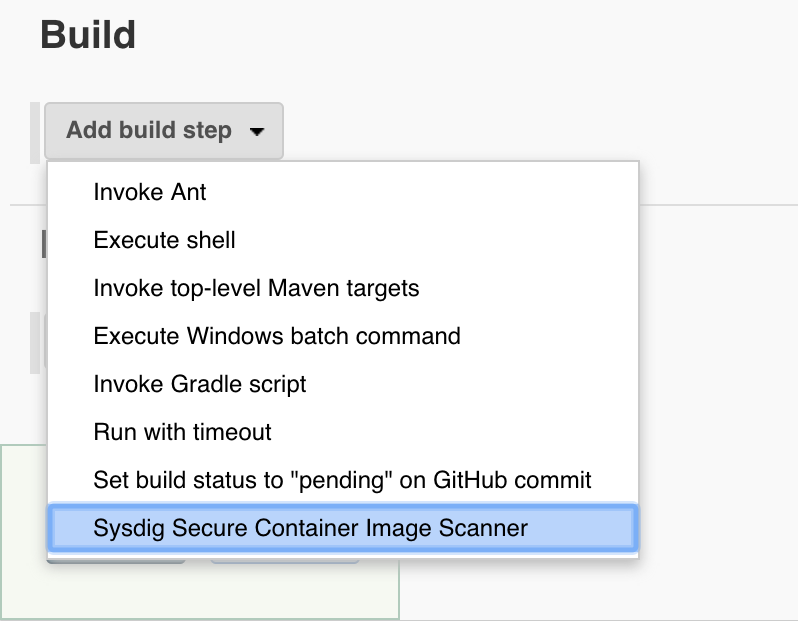 Build
Add build step
Invoke Ant
Execute shell
Invoke top-level Maven targets
Execute Windows batch command
Invoke Gradle script
Run with timeout
Set build status to "pending" on GitHub commit
Sysdig Secure Container Image Scanner